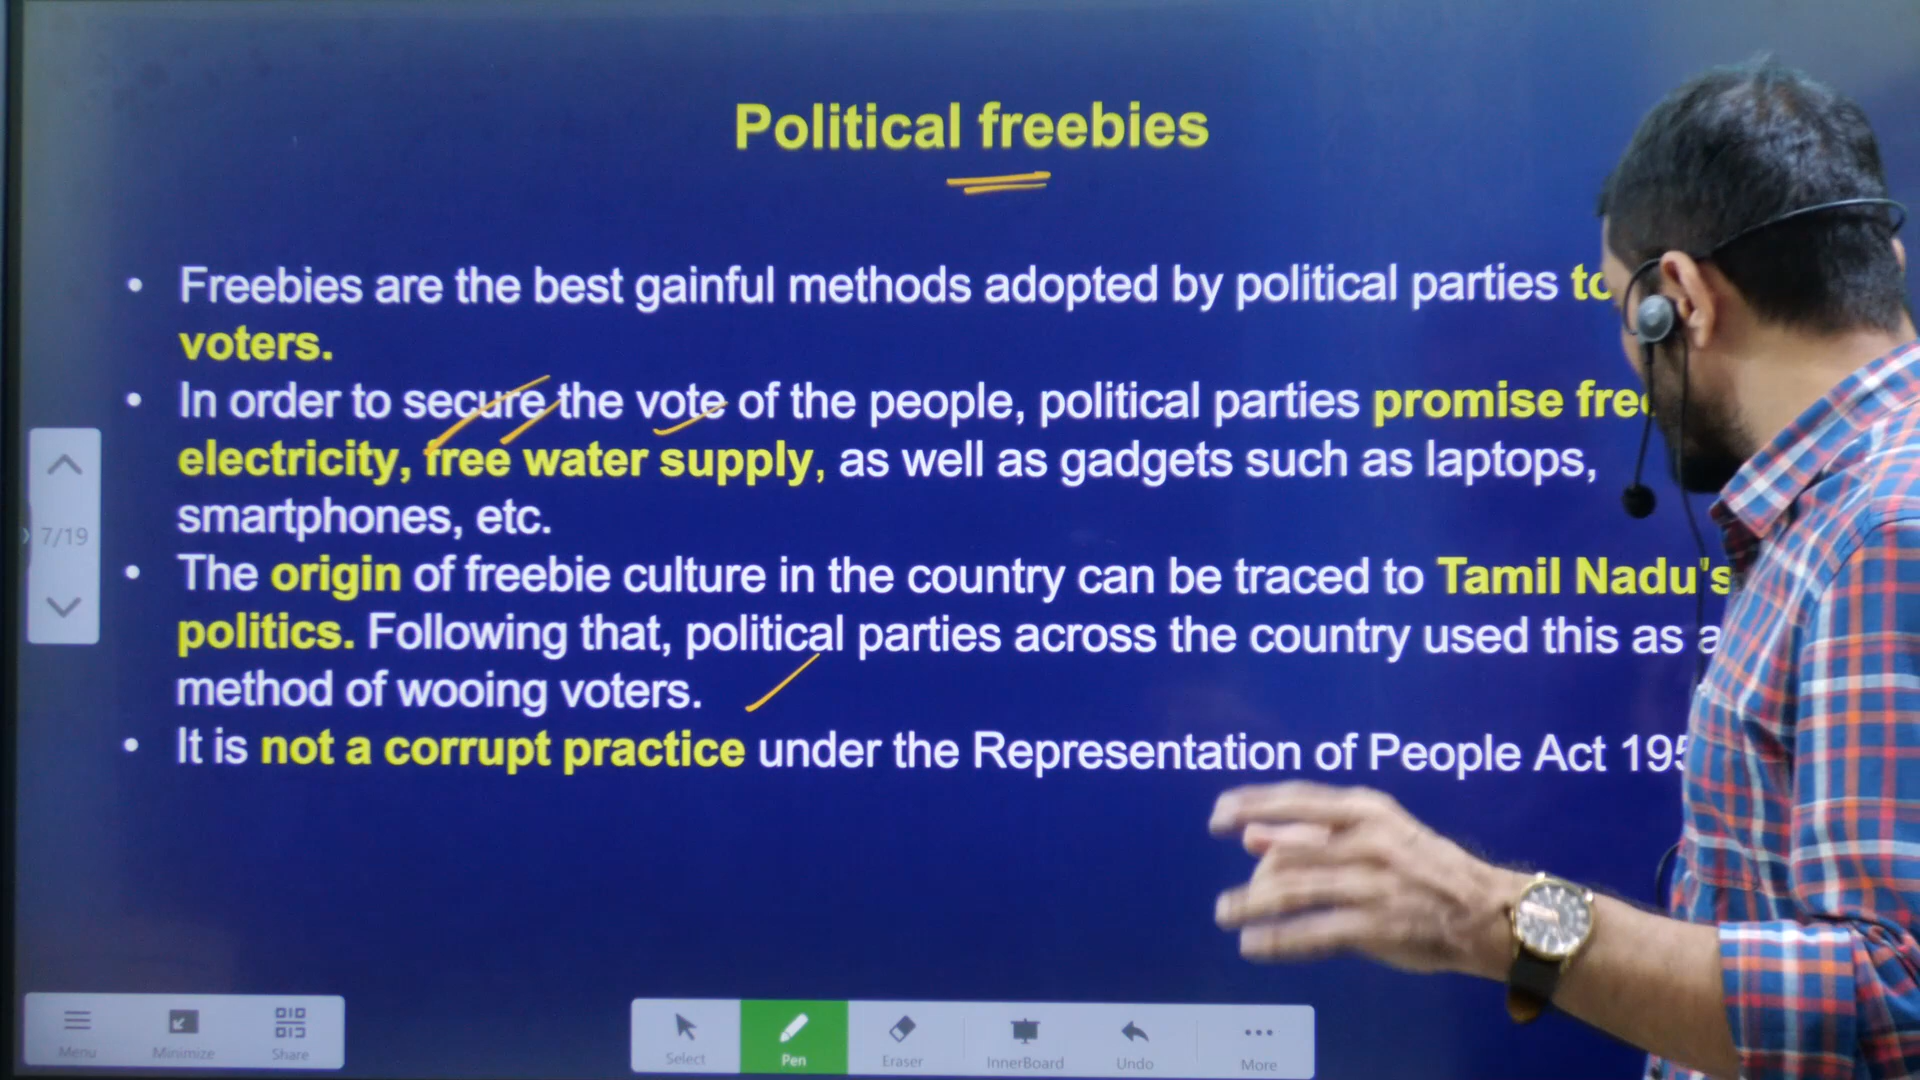 Political freebies
• Freebies are the best gainful methods adopted by political parties to
voters.
• In order to secure the vote of the people, political parties promise free
electricity, free water supply, as well as gadgets such as laptops,
smartphones, etc.
• The origin of freebie culture in the country can be traced to Tamil Nadu's
politics. Following that, political parties across the country used this as a
method of wooing voters.
• It is not a corrupt practice under the Representation of People Act
7/19
Menu Minimize Share Select Pen Eraser InnerBoard Undo More